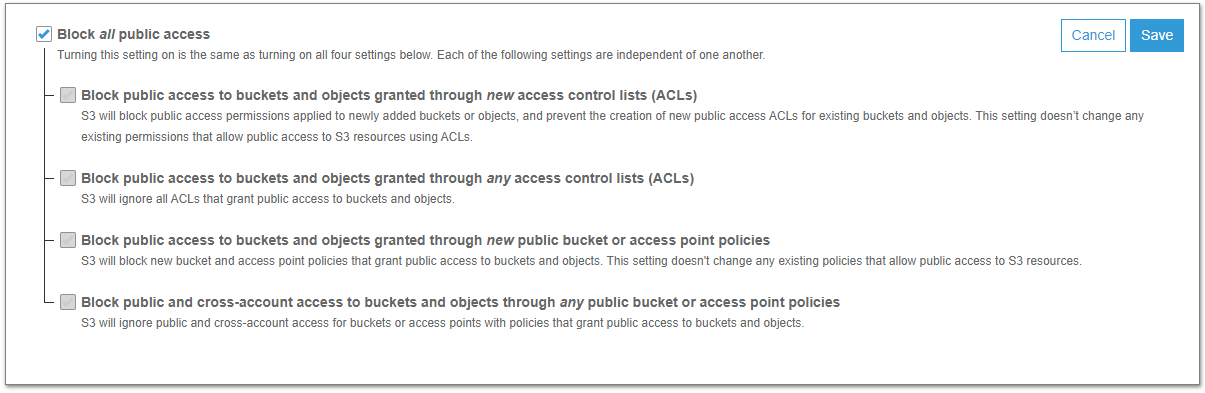 Block all public access
Cancel
Save
Turning this setting on is the same as turning on all four settings below. Each of the following settings are independent of one another.
Block public access to buckets and objects granted through new access control lists (ACLs)
S3 will block public access permissions applied to newly added buckets or objects, and prevent the creation of new public access ACLs for existing buckets and objects. This setting doesn’t change any
existing permissions that allow public access to S3 resources using ACLs.
Block public access to buckets and objects granted through any access control lists (ACLs)
S3 will ignore all ACLs that grant public access to buckets and objects.
Block public access to buckets and objects granted through new public bucket or access point policies
S3 will block new bucket and access point policies that grant public access to buckets and objects. This setting doesn't change any existing policies that allow public access to S3 resources.
Block public and cross-account access to buckets and objects through any public bucket or access point policies
S3 will ignore public and cross-account access for buckets or access points with policies that grant public access to buckets and objects.